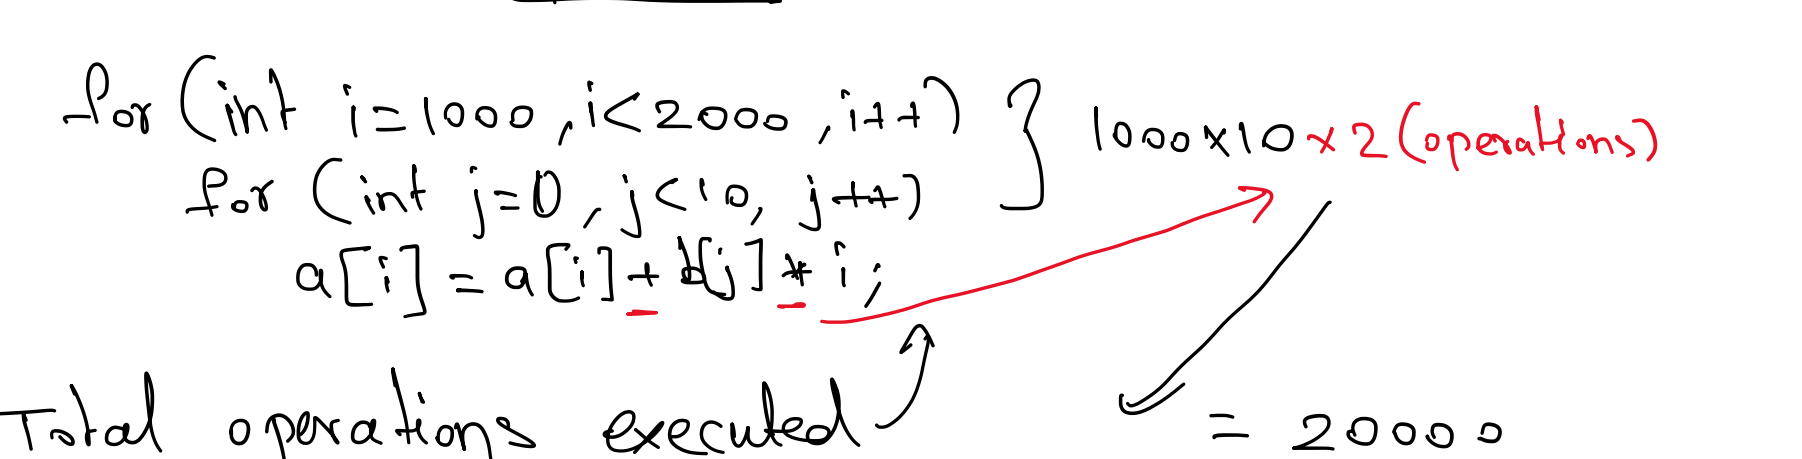 for (int i=1000, i<2000, i++) } 1000×10 ×2 (operations)
for (int j=0, j<10, j++)
a[i] = a[i] + b[j] * i;
Total operations executed = 20000